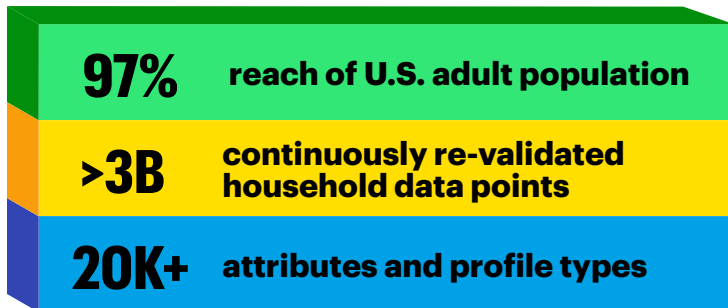 97% reach of U.S. adult population
>3B continuously re-validated
household data points
20K+ attributes and profile types